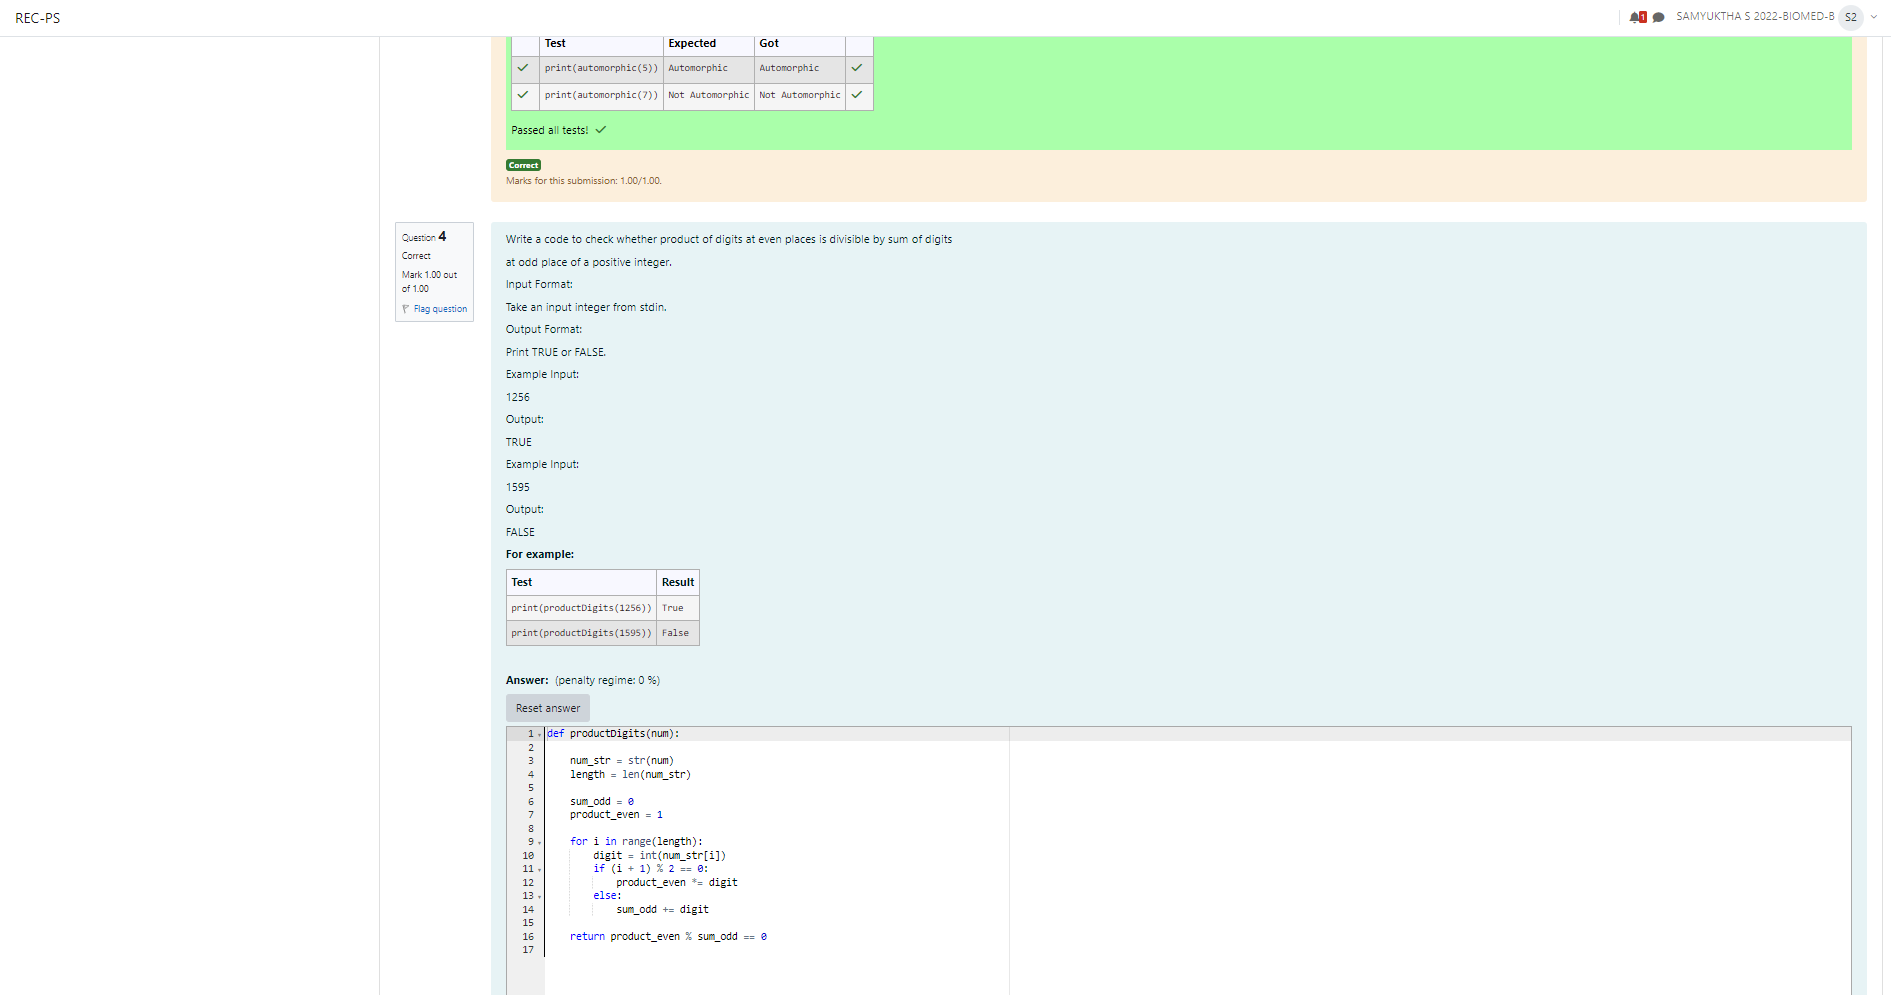 REC-PS
1
SAMYUKTHA S 2022-BIOMED-B S2
Test Expected Got
print(automorphic(5)) Automorphic Automorphic
print(automorphic(7)) Not Automorphic Not Automorphic
Passed all tests!
Correct
Marks for this submission: 1.00/1.00.
Question 4
Correct
Mark 1.00 out
of 1.00
Flag question
Write a code to check whether product of digits at even places is divisible by sum of digits
at odd place of a positive integer.
Input Format:
Take an input integer from stdin.
Output Format:
Print TRUE or FALSE.
Example Input:
1256
Output:
TRUE
Example Input:
1595
Output:
FALSE
For example:
Test Result
print(productDigits(1256)) True
print(productDigits(1595)) False
Answer: (penalty regime: 0 %)
Reset answer
1 def productDigits(num):
2
3 num_str = str(num)
4 length = len(num_str)
5
6 sum_odd = 0
7 product_even = 1
8
9 for i in range(length):
10 digit = int(num_str[i])
11 if (i + 1) % 2 == 0:
12 product_even *= digit
13 else:
14 sum_odd += digit
15
16 return product_even % sum_odd == 0
17